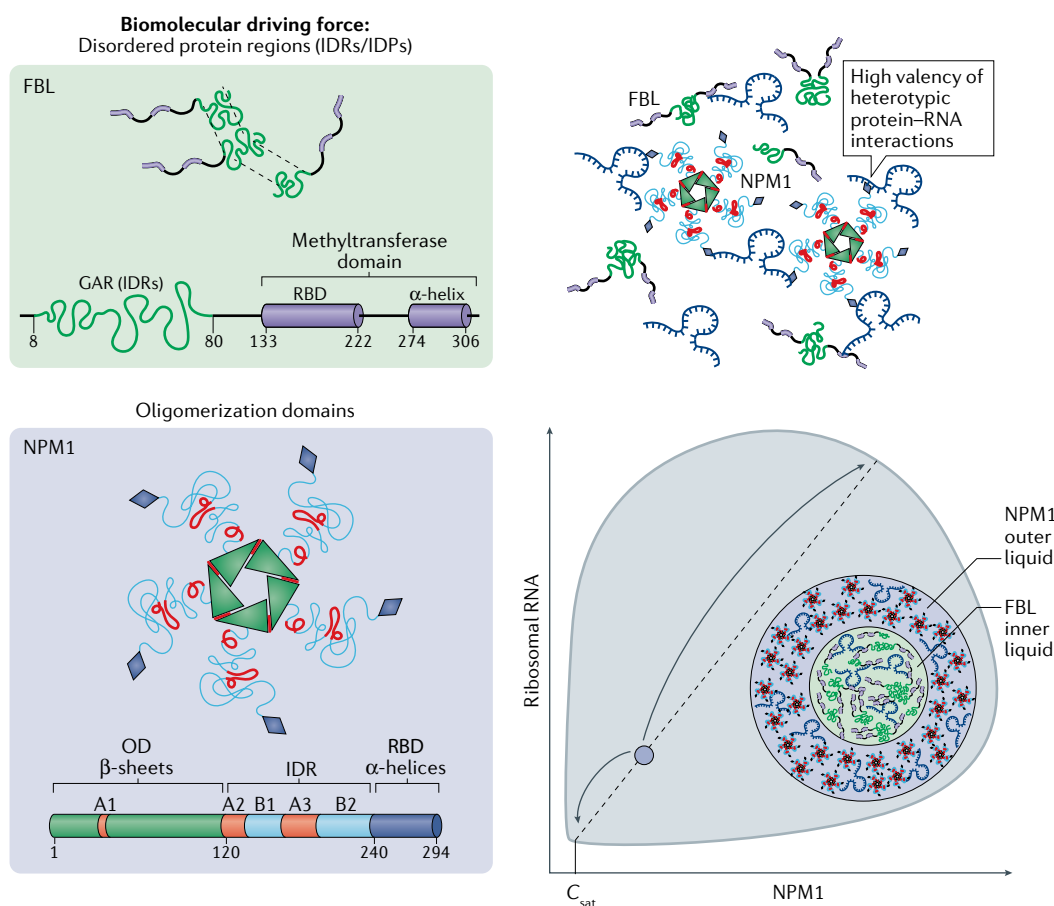 Biomolecular driving force:
Disordered protein regions (IDRs/IDPs)
FBL
GAR (IDRs)
Methyltransferase
domain
RBD
α-helix
8
80
133
222
274
306
FBL
NPM1
High valency of
heterotypic
protein–RNA
interactions
Oligomerization domains
NPM1
OD
β-sheets
IDR
RBD
α-helices
A1
A2
B1
A3
B2
1
120
240
294
Ribosomal RNA
NPM1
outer
liquid
FBL
inner
liquid
Csat
NPM1